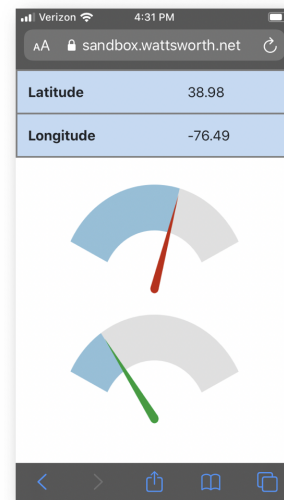 Verizon 4:31 PM
AA sandbox.wattsworth.net
Latitude 38.98
Longitude -76.49